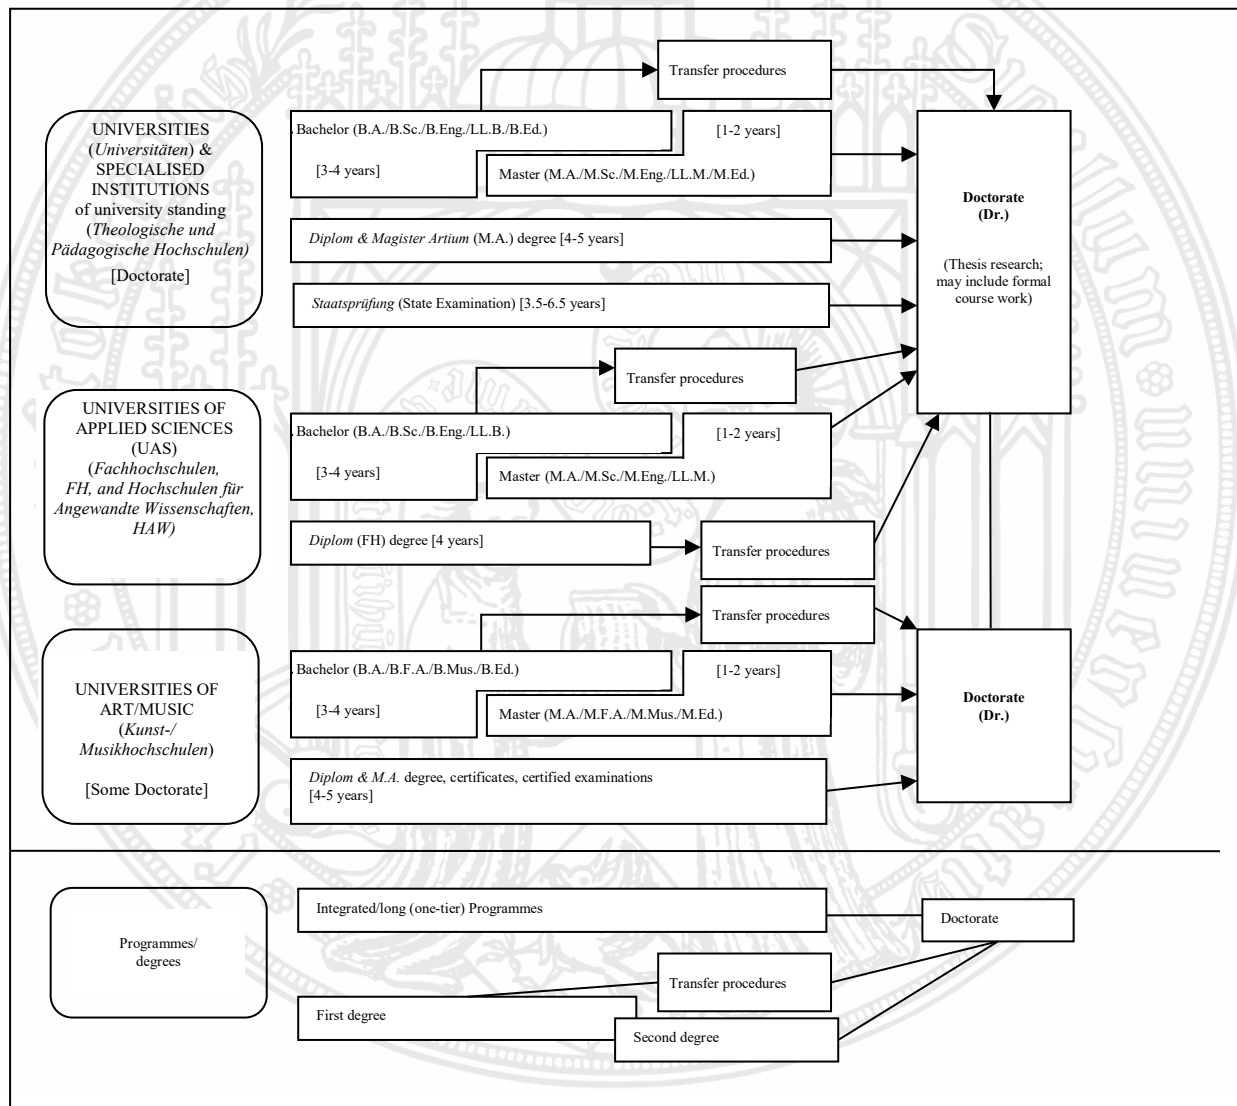 Transfer procedures
UNIVERSITIES
(Universitäten) &
SPECIALISED
INSTITUTIONS
of university standing
(Theologische und
Pädagogische Hochschulen)
[Doctorate]
Bachelor (B.A./B.Sc./B.Eng./LL.B./B.Ed.)
[3-4 years]
[1-2 years]
Master (M.A./M.Sc./M.Eng./LL.M./M.Ed.)
Diplom & Magister Artium (M.A.) degree [4-5 years]
Staatsprüfung (State Examination) [3.5-6.5 years]
Doctorate
(Dr.)
(Thesis research;
may include formal
course work)
Transfer procedures
UNIVERSITIES OF
APPLIED SCIENCES
(UAS)
(Fachhochschulen,
FH, and Hochschulen für
Angewandte Wissenschaften,
HAW)
Bachelor (B.A./B.Sc./B.Eng./LL.B.)
[3-4 years]
[1-2 years]
Master (M.A./M.Sc./M.Eng./LL.M.)
Diplom (FH) degree [4 years]
Transfer procedures
Transfer procedures
UNIVERSITIES OF
ART/MUSIC
(Kunst-/
Musikhochschulen)
[Some Doctorate]
Bachelor (B.A./B.F.A./B.Mus./B.Ed.)
[3-4 years]
[1-2 years]
Master (M.A./M.F.A./M.Mus./M.Ed.)
Diplom & M.A. degree, certificates, certified examinations
[4-5 years]
Doctorate
(Dr.)
Programmes/
degrees
Integrated/long (one-tier) Programmes
Doctorate
Transfer procedures
First degree
Second degree